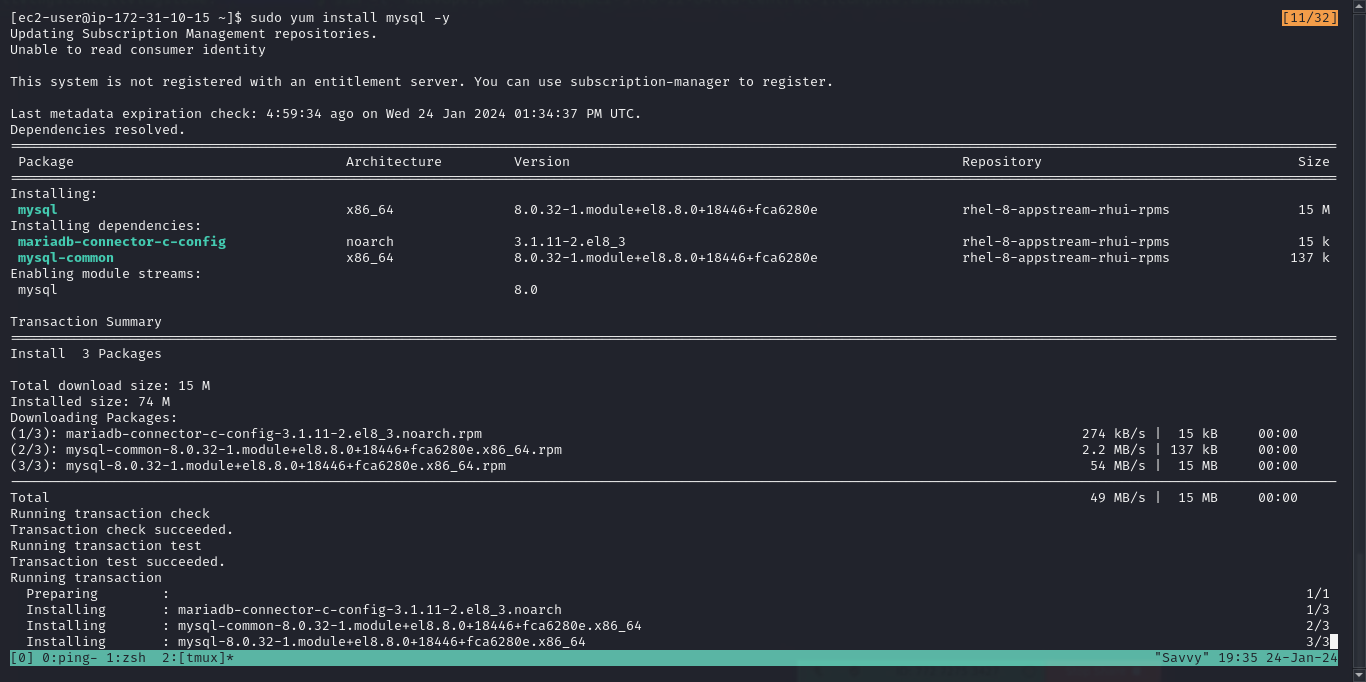 [ec2-user@ip-172-31-10-15 ~]$ sudo yum install mysql -y [11/32]
Updating Subscription Management repositories.
Unable to read consumer identity
This system is not registered with an entitlement server. You can use subscription-manager to register.
Last metadata expiration check: 4:59:34 ago on Wed 24 Jan 2024 01:34:37 PM UTC.
Dependencies resolved.
Package Architecture Version Repository Size
Installing:
mysql x86_64 8.0.32-1.module+el8.8.0+18446+fca6280e rhel-8-appstream-rhui-rpms 15 M
Installing dependencies:
mariadb-connector-c-config noarch 3.1.11-2.el8_3 rhel-8-appstream-rhui-rpms 15 k
mysql-common x86_64 8.0.32-1.module+el8.8.0+18446+fca6280e rhel-8-appstream-rhui-rpms 137 k
Enabling module streams:
mysql 8.0
Transaction Summary
Install 3 Packages
Total download size: 15 M
Installed size: 74 M
Downloading Packages:
(1/3): mariadb-connector-c-config-3.1.11-2.el8_3.noarch.rpm 274 kB/s | 15 kB 00:00
(2/3): mysql-common-8.0.32-1.module+el8.8.0+18446+fca6280e.x86_64.rpm 2.2 MB/s | 137 kB 00:00
(3/3): mysql-8.0.32-1.module+el8.8.0+18446+fca6280e.x86_64.rpm 54 MB/s | 15 MB 00:00
Total 49 MB/s | 15 MB 00:00
Running transaction check
Transaction check succeeded.
Running transaction test
Transaction test succeeded.
Running transaction
Preparing : 1/1
Installing : mariadb-connector-c-config-3.1.11-2.el8_3.noarch 1/3
Installing : mysql-common-8.0.32-1.module+el8.8.0+18446+fca6280e.x86_64 2/3
Installing : mysql-8.0.32-1.module+el8.8.0+18446+fca6280e.x86_64 3/3
[0] 0:ping- 1:zsh 2:[tmux]* "Savvy" 19:35 24-Jan-24